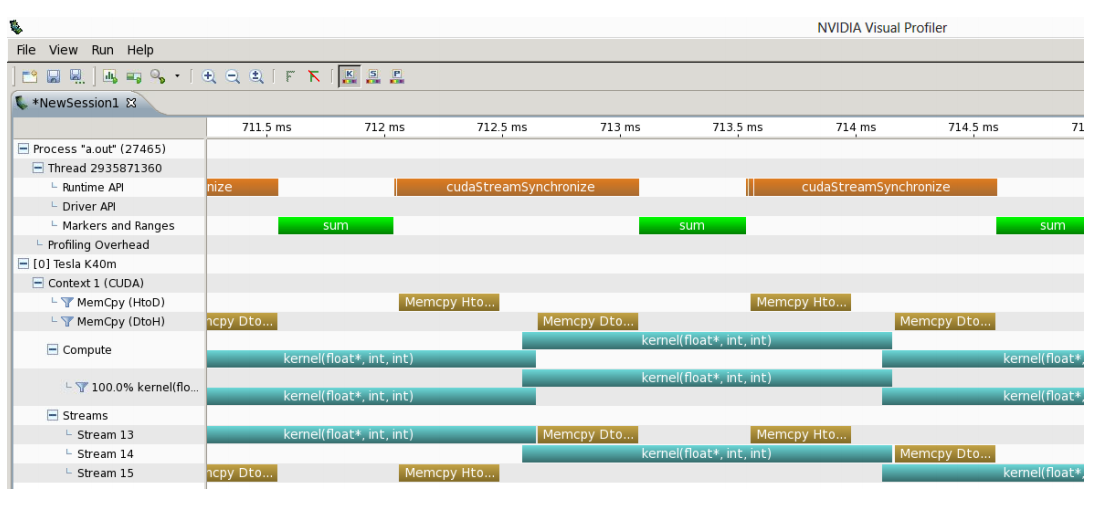 NVIDIA Visual Profiler
File View Run Help
*NewSession1
711.5 ms 712 ms 712.5 ms 713 ms 713.5 ms 714 ms 714.5 ms 71
Process "a.out" (27465)
Thread 2935871360
Runtime API nize cudaStreamSynchronize cudaStreamSynchronize
Driver API
Markers and Ranges sum sum sum
Profiling Overhead
[0] Tesla K40m
Context 1 (CUDA)
MemCpy (HtoD) Memcpy Hto... Memcpy Hto...
MemCpy (DtoH) ncpy Dto... Memcpy Dto... Memcpy Dto...
kernel(float*, int, int)
Compute
kernel(float*, int, int) kernel(float*,
kernel(float*, int, int)
100.0% kernel(flo...
kernel(float*, int, int) kernel(float*,
Streams
Stream 13 kernel(float*, int, int) Memcpy Dto... Memcpy Hto...
Stream 14 kernel(float*, int, int) Memcpy Dto...
Stream 15 ncpy Dto... Memcpy Hto... kernel(float*,